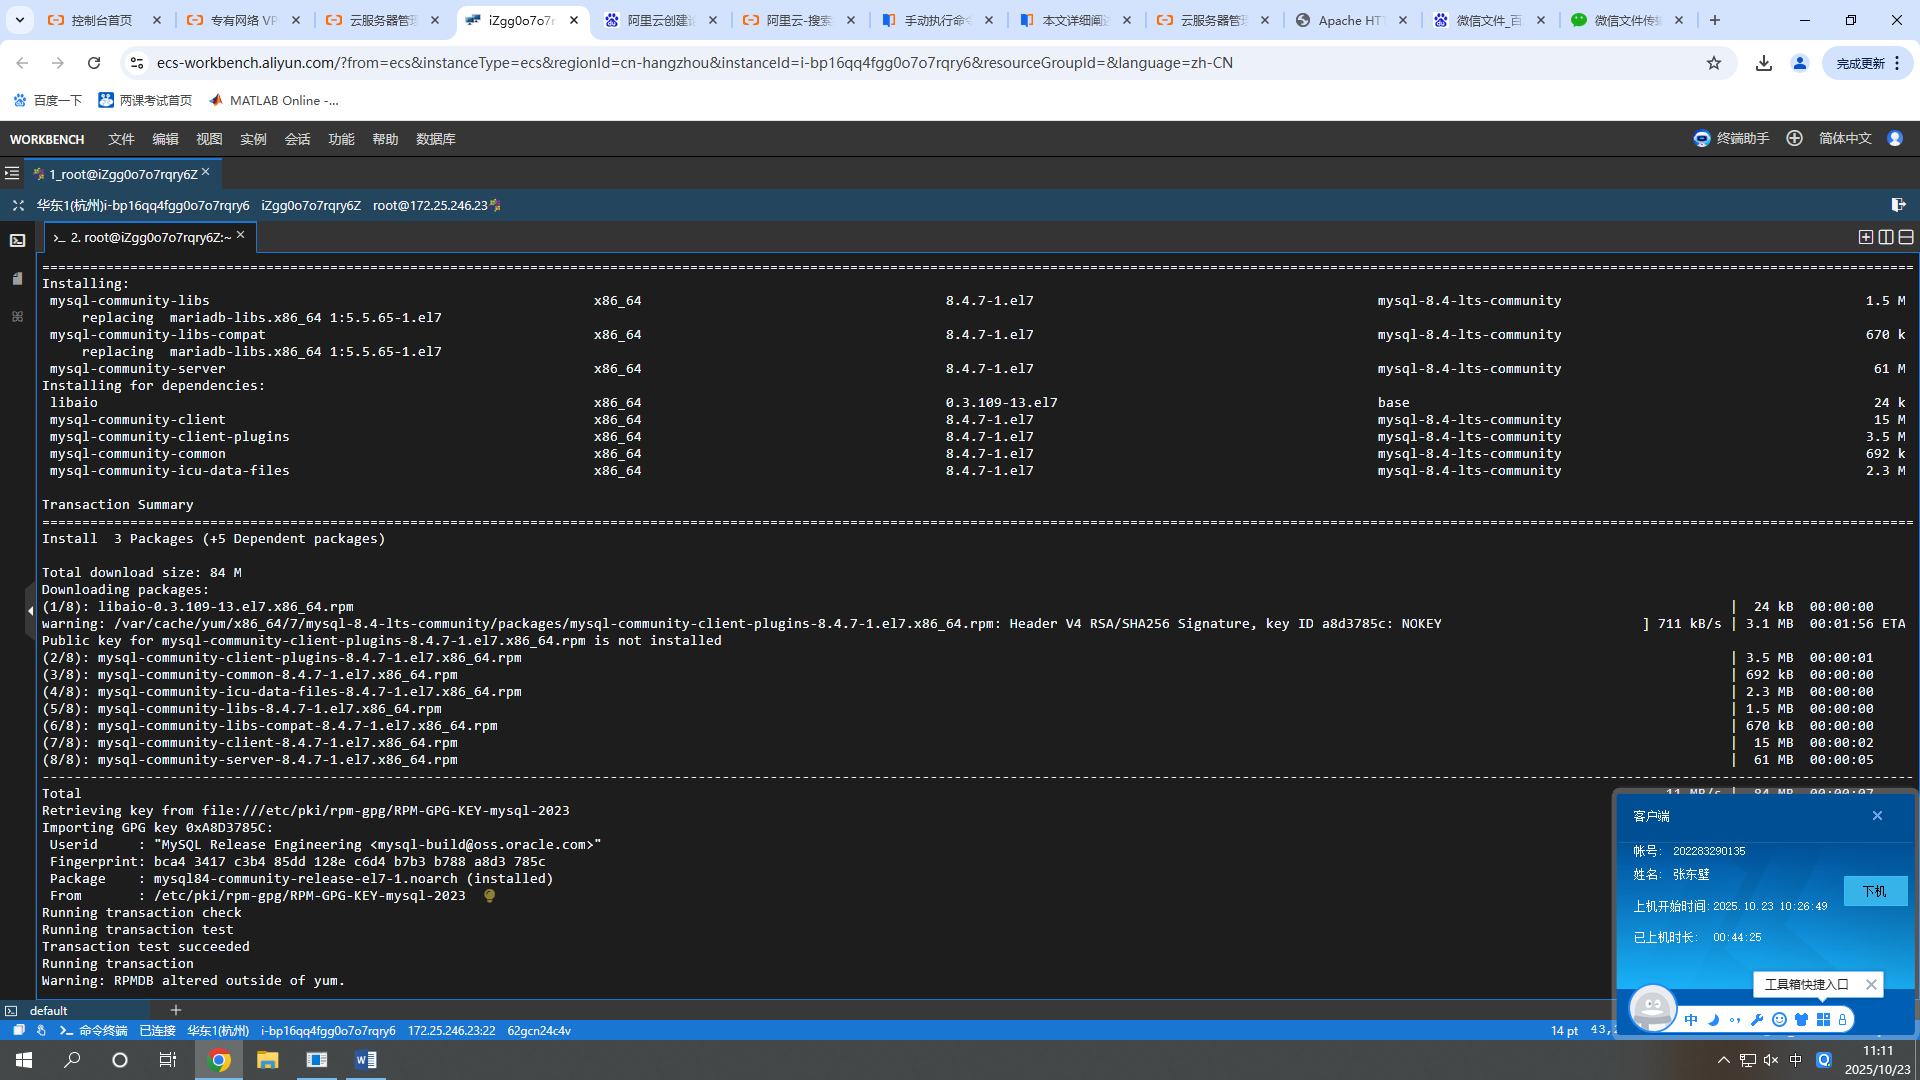 控制台首页
专有网络 VP
云服务器管理
iZgg0o7o7r
阿里云创建论
阿里云-搜索
手动执行命令
本文详细阐述
云服务器管理
Apache HTT
微信文件_百
微信文件传输
ecs-workbench.aliyun.com/?from=ecs&instanceType=ecs&regionId=cn-hangzhou&instanceId=i-bp16qq4fgg0o7o7rqry6&resourceGroupId=&language=zh-CN
完成更新
百度一下 两课考试首页 MATLAB Online -...
WORKBENCH 文件 编辑 视图 实例 会话 功能 帮助 数据库 终端助手 简体中文
1_root@iZgg0o7o7rqry6Z
华东1(杭州)i-bp16qq4fgg0o7o7rqry6 iZgg0o7o7rqry6Z root@172.25.246.23
2. root@iZgg0o7o7rqry6Z:~
Installing:
mysql-community-libs x86_64 8.4.7-1.el7 mysql-8.4-lts-community 1.5 M
replacing mariadb-libs.x86_64 1:5.5.65-1.el7
mysql-community-libs-compat x86_64 8.4.7-1.el7 mysql-8.4-lts-community 670 k
replacing mariadb-libs.x86_64 1:5.5.65-1.el7
mysql-community-server x86_64 8.4.7-1.el7 mysql-8.4-lts-community 61 M
Installing for dependencies:
libaio x86_64 0.3.109-13.el7 base 24 k
mysql-community-client x86_64 8.4.7-1.el7 mysql-8.4-lts-community 15 M
mysql-community-client-plugins x86_64 8.4.7-1.el7 mysql-8.4-lts-community 3.5 M
mysql-community-common x86_64 8.4.7-1.el7 mysql-8.4-lts-community 692 k
mysql-community-icu-data-files x86_64 8.4.7-1.el7 mysql-8.4-lts-community 2.3 M
Transaction Summary
Install 3 Packages (+5 Dependent packages)
Total download size: 84 M
Downloading packages:
(1/8): libaio-0.3.109-13.el7.x86_64.rpm | 24 kB 00:00:00
warning: /var/cache/yum/x86_64/7/mysql-8.4-lts-community/packages/mysql-community-client-plugins-8.4.7-1.el7.x86_64.rpm: Header V4 RSA/SHA256 Signature, key ID a8d3785c: NOKEY ] 711 kB/s | 3.1 MB 00:01:56 ETA
Public key for mysql-community-client-plugins-8.4.7-1.el7.x86_64.rpm is not installed
(2/8): mysql-community-client-plugins-8.4.7-1.el7.x86_64.rpm | 3.5 MB 00:00:01
(3/8): mysql-community-common-8.4.7-1.el7.x86_64.rpm | 692 kB 00:00:00
(4/8): mysql-community-icu-data-files-8.4.7-1.el7.x86_64.rpm | 2.3 MB 00:00:00
(5/8): mysql-community-libs-8.4.7-1.el7.x86_64.rpm | 1.5 MB 00:00:00
(6/8): mysql-community-libs-compat-8.4.7-1.el7.x86_64.rpm | 670 kB 00:00:00
(7/8): mysql-community-client-8.4.7-1.el7.x86_64.rpm | 15 MB 00:00:02
(8/8): mysql-community-server-8.4.7-1.el7.x86_64.rpm | 61 MB 00:00:05
Total 11 MB/s | 84 MB 00:00:07
Retrieving key from file:///etc/pki/rpm-gpg/RPM-GPG-KEY-mysql-2023
Importing GPG key 0xA8D3785C:
Userid : "MySQL Release Engineering <mysql-build@oss.oracle.com>"
Fingerprint: bca4 3417 c3b4 85dd 128e c6d4 b7b3 b788 a8d3 785c
Package : mysql84-community-release-el7-1.noarch (installed)
From : /etc/pki/rpm-gpg/RPM-GPG-KEY-mysql-2023
Running transaction check
Running transaction test
Transaction test succeeded
Running transaction
Warning: RPMDB altered outside of yum.
客户端
帐号: 202283290135
姓名: 张东壁
下机
上机开始时间:2025.10.23 10:26:49
已上机时长: 00:44:25
工具箱快捷入口
中
default
命令终端 已连接 华东1(杭州) i-bp16qq4fgg0o7o7rqry6 172.25.246.23:22 62gcn24c4v 14 pt 43,2
中
11:11
2025/10/23